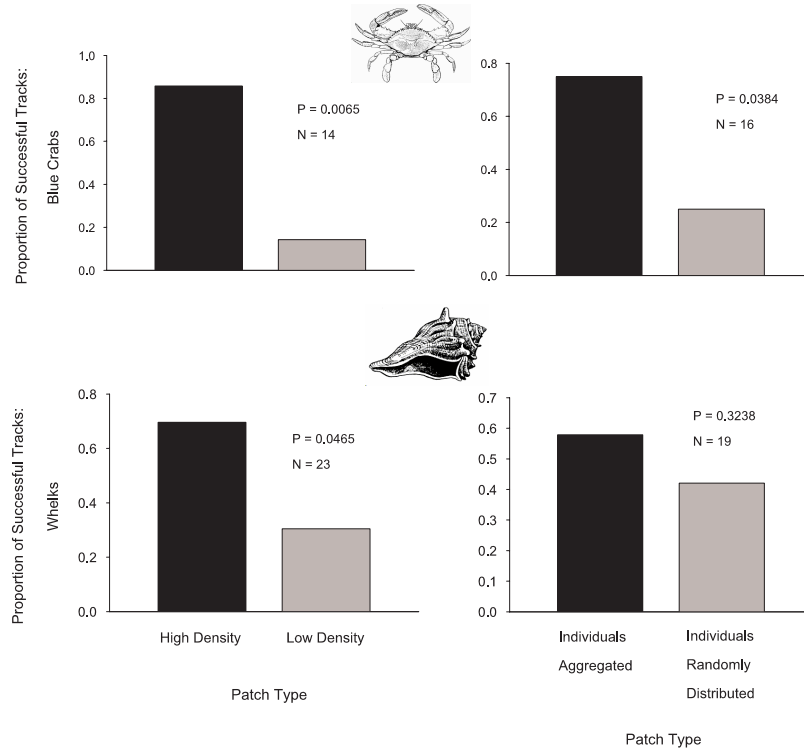 Proportion of Successful Tracks:
Blue Crabs
1.0
0.8
0.6
0.4
0.2
0.0
P = 0.0065
N = 14
0.8
0.6
0.4
0.2
0.0
P = 0.0384
N = 16
Proportion of Successful Tracks:
Whelks
0.8
0.6
0.4
0.2
0.0
P = 0.0465
N = 23
High Density
Low Density
Patch Type
0.7
0.6
0.5
0.4
0.3
0.2
0.1
0.0
P = 0.3238
N = 19
Individuals
Aggregated
Individuals
Randomly
Distributed
Patch Type